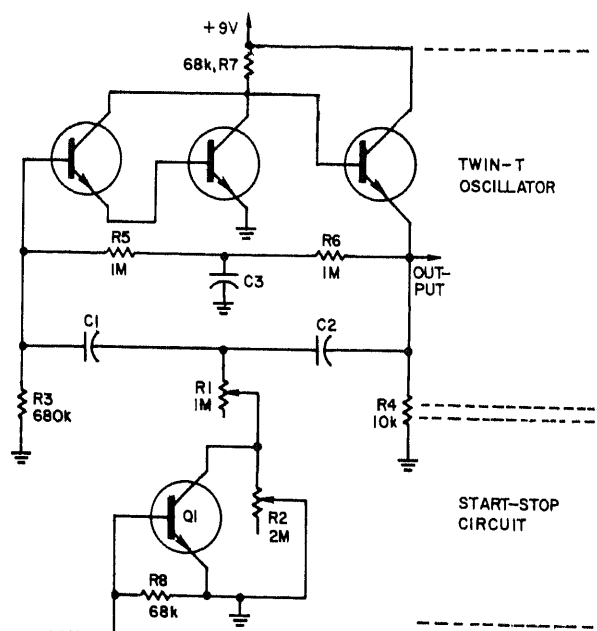 +9V
68k, R7
TWIN-T
OSCILLATOR
R5
1M
R6
1M
C3
OUT-
PUT
C1
C2
R1
1M
R3
680k
R4
10k
Q1
R2
2M
START-STOP
CIRCUIT
R8
68k